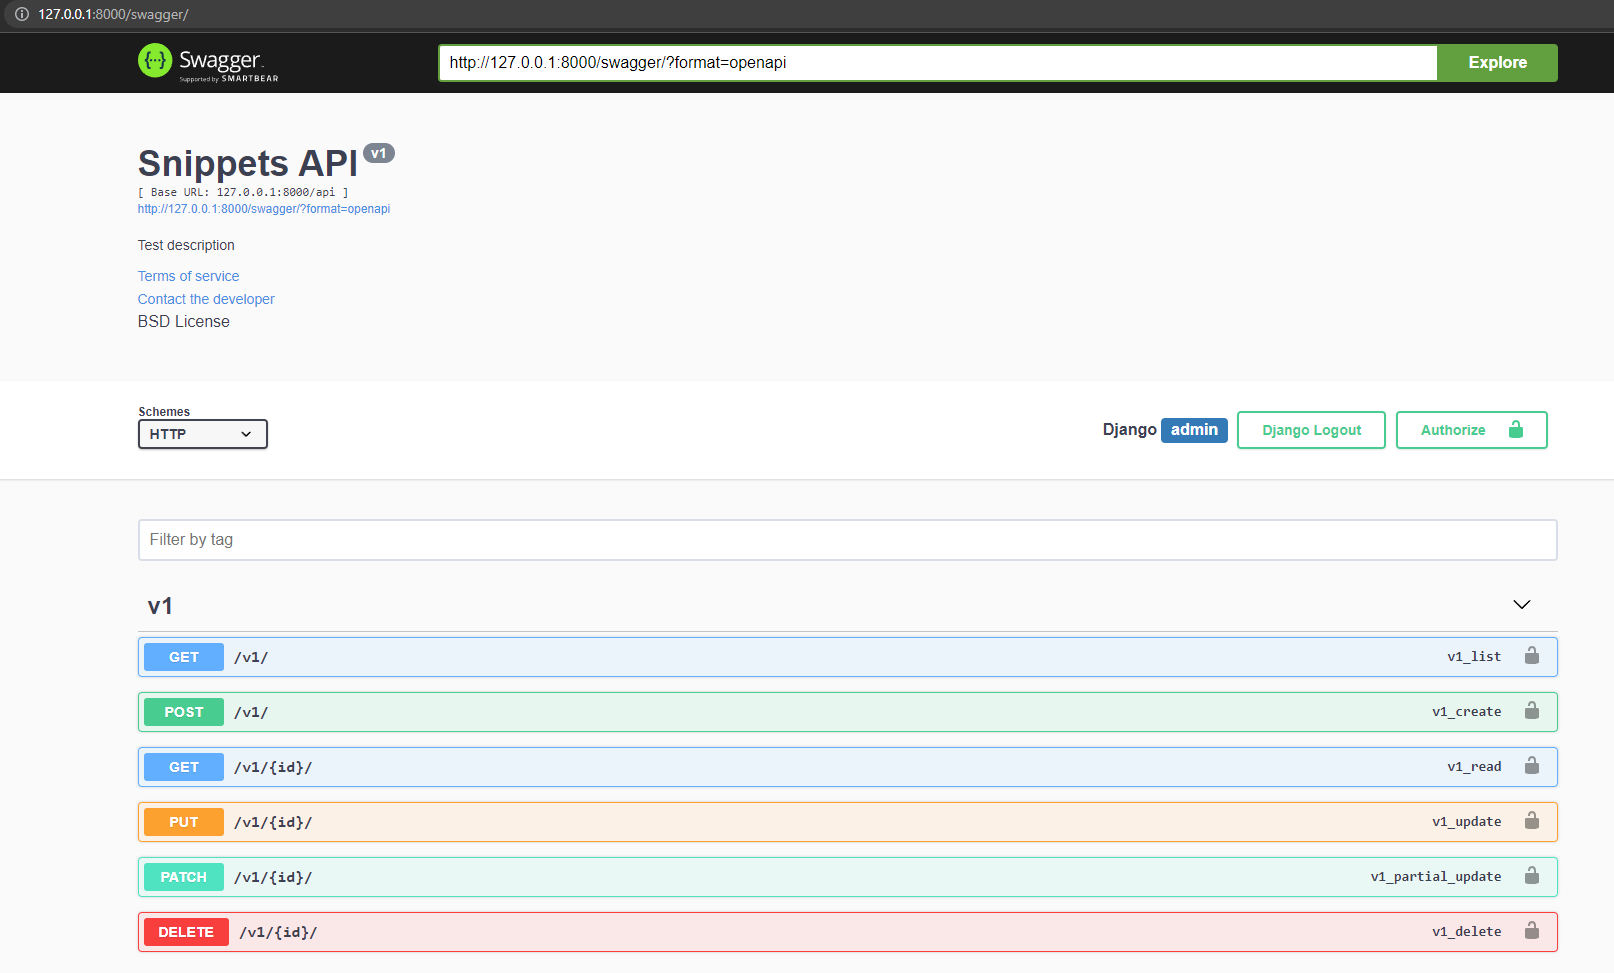 127.0.0.1:8000/swagger/
{··} Swagger.
Supported by SMARTBEAR
http://127.0.0.1:8000/swagger/?format=openapi
Explore
Snippets API v1
[ Base URL: 127.0.0.1:8000/api ]
http://127.0.0.1:8000/swagger/?format=openapi
Test description
Terms of service
Contact the developer
BSD License
Schemes
HTTP
Django admin
Django Logout
Authorize
Filter by tag
v1
GET /v1/ v1_list
POST /v1/ v1_create
GET /v1/{id}/ v1_read
PUT /v1/{id}/ v1_update
PATCH /v1/{id}/ v1_partial_update
DELETE /v1/{id}/ v1_delete